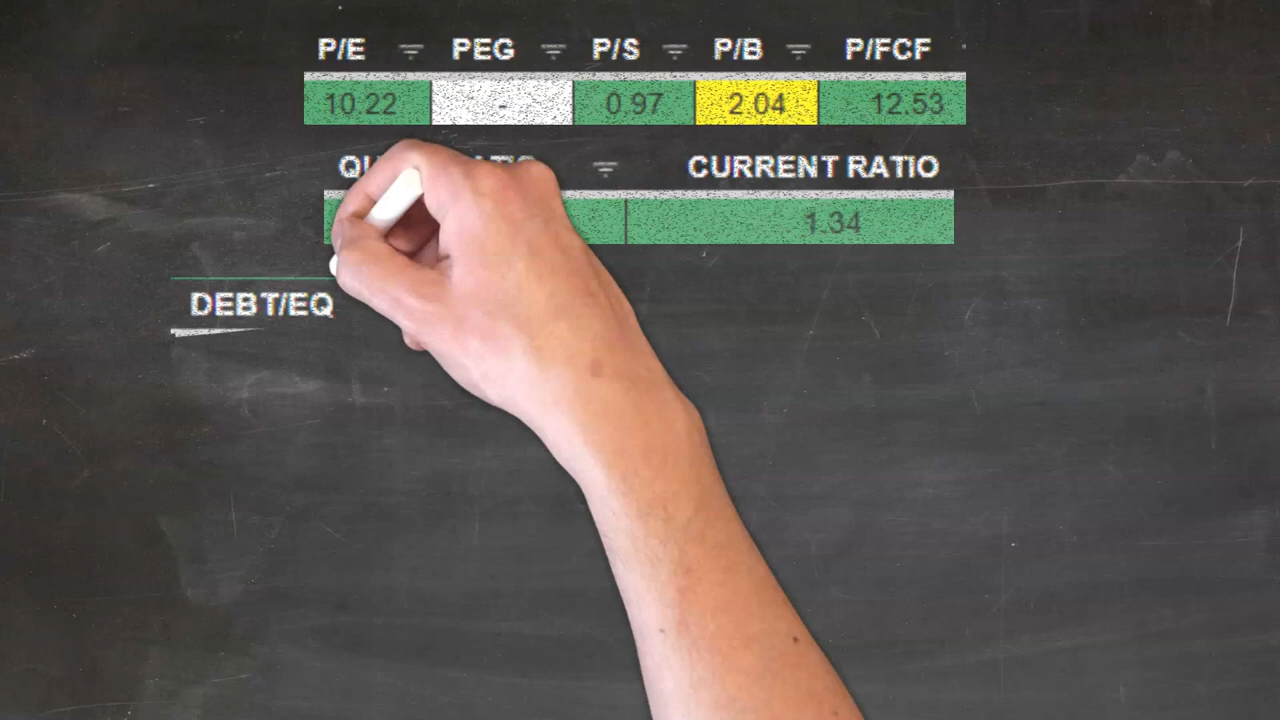 P/E PEG P/S P/B P/FCF
10.22 - 0.97 2.04 12.53
CURRENT RATIO
1.34
DEBT/EQ